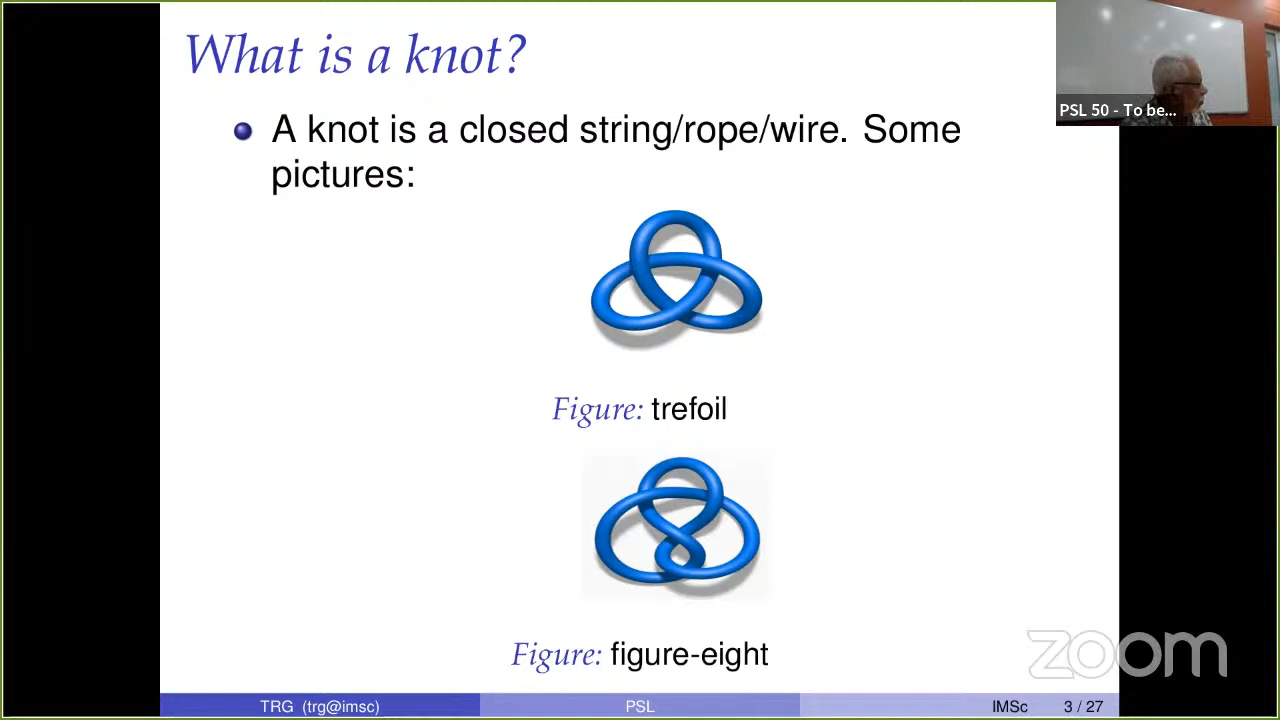 What is a knot?
PSL 50 - To be...
A knot is a closed string/rope/wire. Some
pictures:
Figure: trefoil
Figure: figure-eight
zoom
TRG (trg@imsc) PSL IMSc 3 / 27